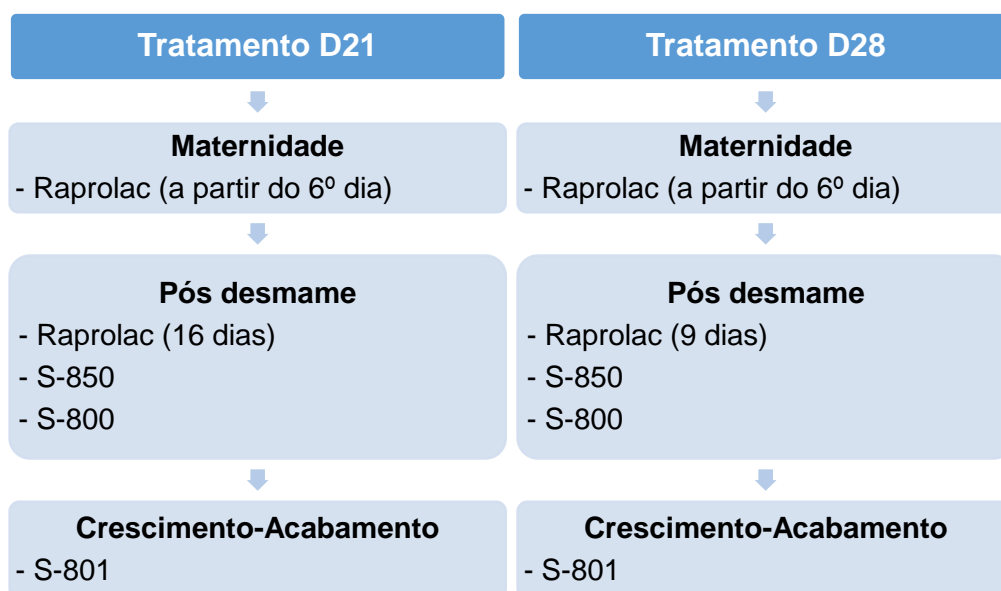 Tratamento D21
Maternidade
- Raprolac (a partir do 6º dia)
Pós desmame
- Raprolac (16 dias)
- S-850
- S-800
Crescimento-Acabamento
- S-801
Tratamento D28
Maternidade
- Raprolac (a partir do 6º dia)
Pós desmame
- Raprolac (9 dias)
- S-850
- S-800
Crescimento-Acabamento
- S-801